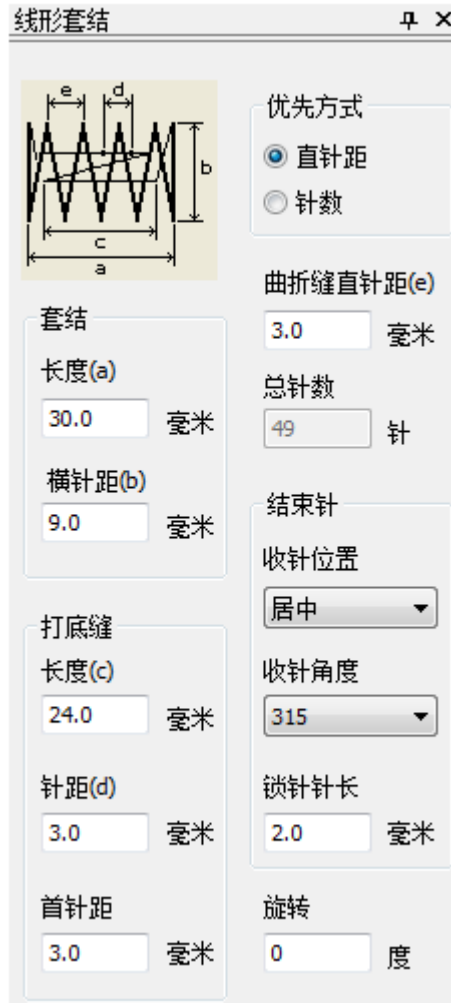 线形套结
e
d
b
c
a
套结
长度(a)
30.0 毫米
横针距(b)
9.0 毫米
打底缝
长度(c)
24.0 毫米
针距(d)
3.0 毫米
首针距
3.0 毫米
优先方式
直针距
针数
曲折缝直针距(e)
3.0 毫米
总针数
49 针
结束针
收针位置
居中
收针角度
315
锁针针长
2.0 毫米
旋转
0 度